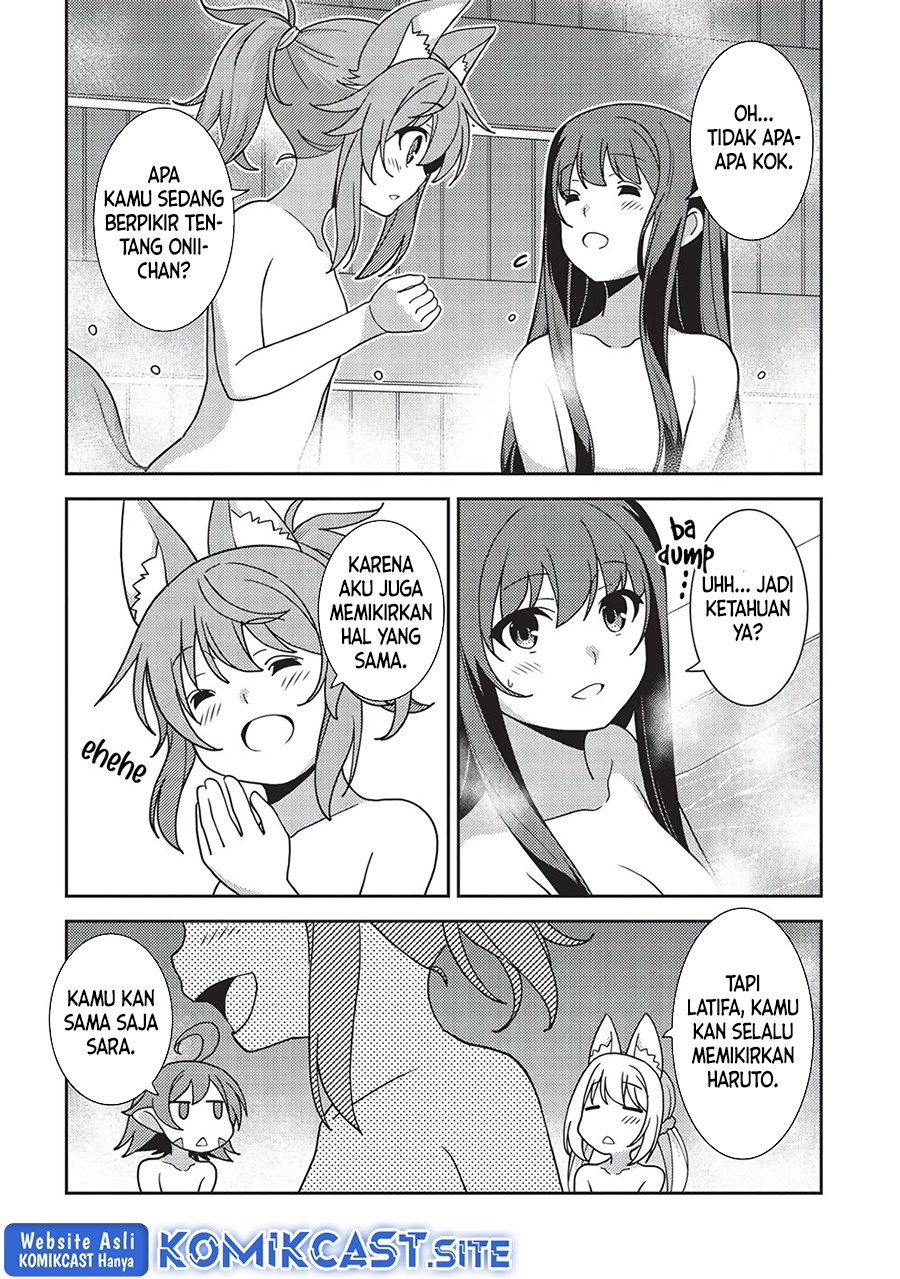 OH...
TIDAK APA-
APA KOK.
APA
KAMU SEDANG
BERPIKIR TEN-
TANG ONII-
CHAN?
ba
dump
...
UHH... JADI
KETAHUAN
YA?
KARENA
AKU JUGA
MEMIKIRKAN
HAL YANG
SAMA.
ehehe
TAPI
LATIFA, KAMU
KAN SELALU
MEMIKIRKAN
HARUTO.
KAMU KAN
SAMA SAJA
SARA.
Website Asli
KOMIKCAST Hanya
KOMIKCAST.SITE